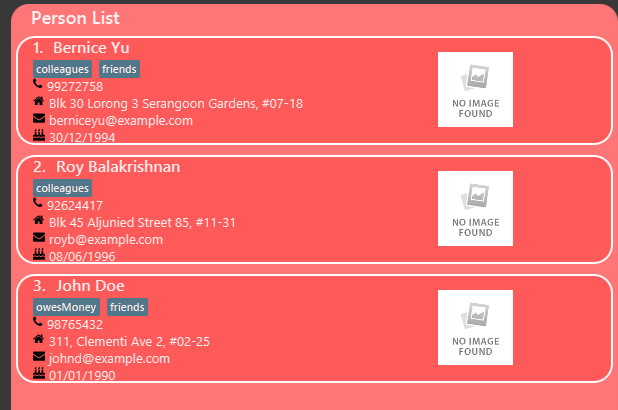 Person List
1. Bernice Yu
colleagues friends
99272758
Blk 30 Lorong 3 Serangoon Gardens, #07-18
berniceyu@example.com
30/12/1994
NO IMAGE
FOUND
2. Roy Balakrishnan
colleagues
92624417
Blk 45 Aljunied Street 85, #11-31
royb@example.com
08/06/1996
NO IMAGE
FOUND
3. John Doe
owesMoney friends
98765432
311, Clementi Ave 2, #02-25
johnd@example.com
01/01/1990
NO IMAGE
FOUND